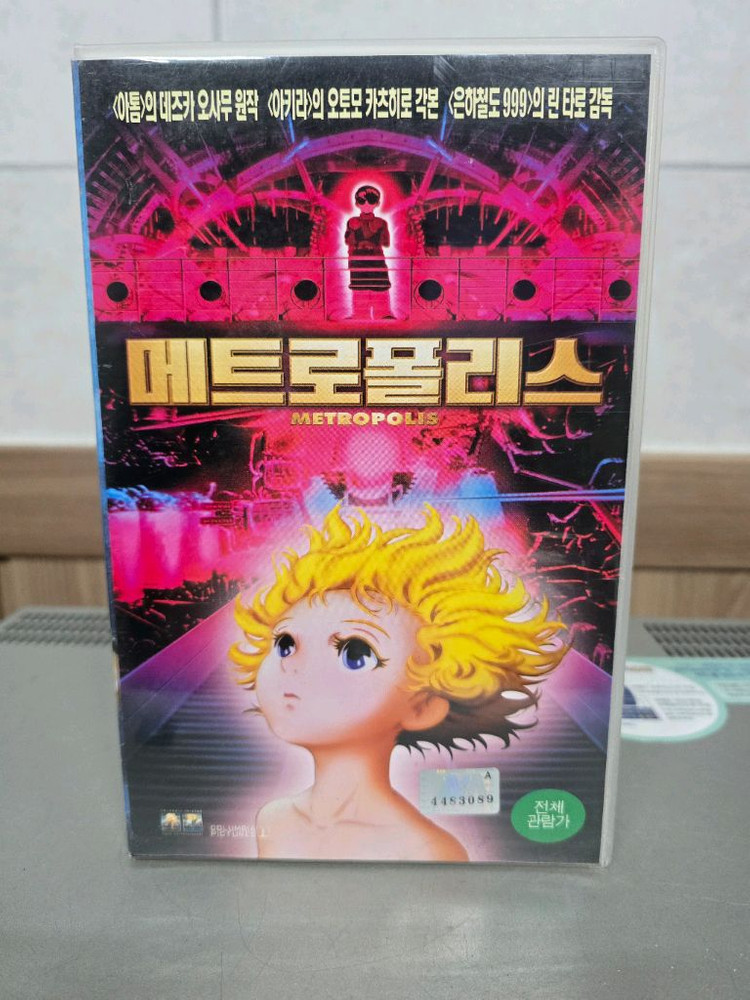 <아톰>의 데즈카 오사무 원작 <아키라>의 오토모 카츠히로 각본 <은하철도 999>의 린 타로 감독
메트로폴리스
METROPOLIS
A
4483089
전체
관람가